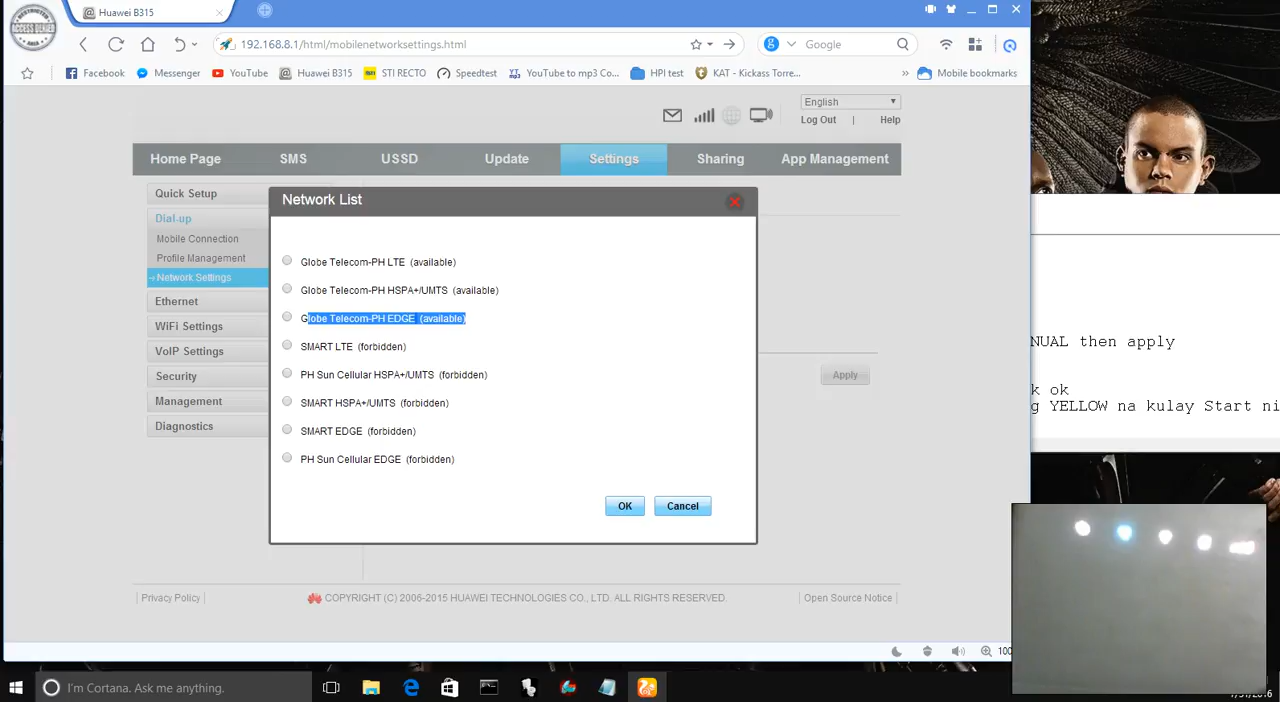 RESTRICTED
ACCESS DENIED
AREA
Huawei B315
192.168.8.1/html/mobilenetworksettings.html
Google
Facebook
Messenger
YouTube
Huawei B315
STI RECTO
Speedtest
YouTube to mp3 Co...
HPI test
KAT - Kickass Torre...
Mobile bookmarks
English
Log Out | Help
Home Page
SMS
USSD
Update
Settings
Sharing
App Management
Quick Setup
Dial-up
Mobile Connection
Profile Management
Network Settings
Ethernet
WiFi Settings
VoIP Settings
Security
Management
Diagnostics
Network List
Globe Telecom-PH LTE (available)
Globe Telecom-PH HSPA+/UMTS (available)
Globe Telecom-PH EDGE (available)
SMART LTE (forbidden)
PH Sun Cellular HSPA+/UMTS (forbidden)
SMART HSPA+/UMTS (forbidden)
SMART EDGE (forbidden)
PH Sun Cellular EDGE (forbidden)
OK
Cancel
Apply
NUAL then apply
k ok
g YELLOW na kulay Start ni
| Privacy Policy |
COPYRIGHT (C) 2006-2015 HUAWEI TECHNOLOGIES CO., LTD. ALL RIGHTS RESERVED.
| Open Source Notice |
100
I'm Cortana. Ask me anything.